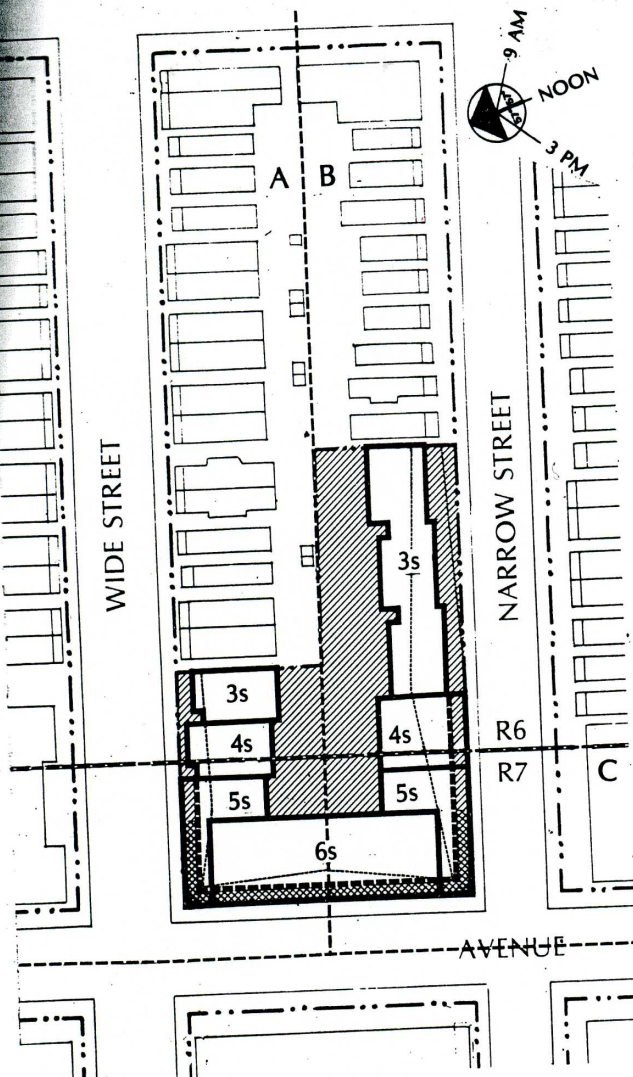 9 AM
NOON
3 PM
A
B
WIDE STREET
NARROW STREET
3s
3s
4s
4s
R6
R7
C
5s
5s
6s
AVENUE